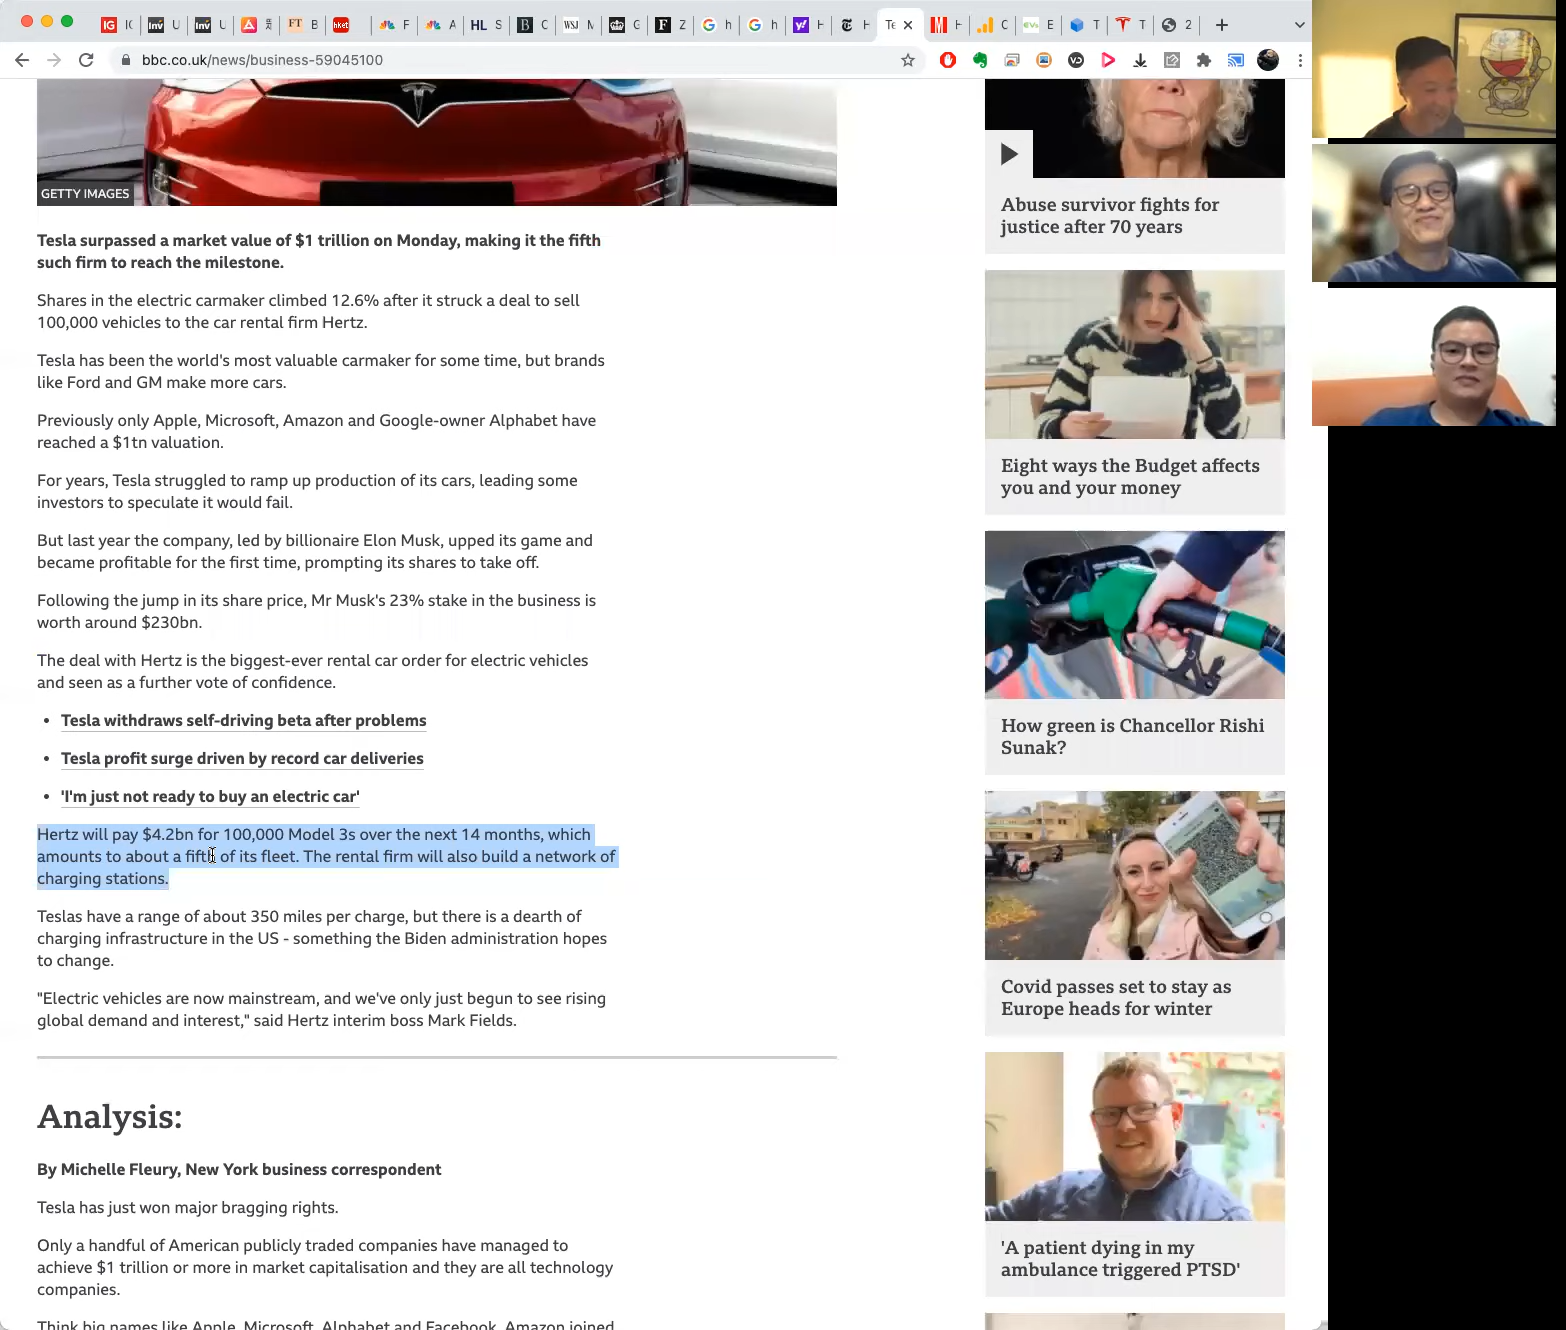 bbc.co.uk/news/business-59045100
GETTY IMAGES
Tesla surpassed a market value of $1 trillion on Monday, making it the fifth
such firm to reach the milestone.
Shares in the electric carmaker climbed 12.6% after it struck a deal to sell
100,000 vehicles to the car rental firm Hertz.
Tesla has been the world's most valuable carmaker for some time, but brands
like Ford and GM make more cars.
Previously only Apple, Microsoft, Amazon and Google-owner Alphabet have
reached a $1tn valuation.
For years, Tesla struggled to ramp up production of its cars, leading some
investors to speculate it would fail.
But last year the company, led by billionaire Elon Musk, upped its game and
became profitable for the first time, prompting its shares to take off.
Following the jump in its share price, Mr Musk's 23% stake in the business is
worth around $230bn.
The deal with Hertz is the biggest-ever rental car order for electric vehicles
and seen as a further vote of confidence.
• Tesla withdraws self-driving beta after problems
• Tesla profit surge driven by record car deliveries
• 'I'm just not ready to buy an electric car'
Hertz will pay $4.2bn for 100,000 Model 3s over the next 14 months, which
amounts to about a fifth of its fleet. The rental firm will also build a network of
charging stations.
Teslas have a range of about 350 miles per charge, but there is a dearth of
charging infrastructure in the US - something the Biden administration hopes
to change.
"Electric vehicles are now mainstream, and we've only just begun to see rising
global demand and interest," said Hertz interim boss Mark Fields.
Analysis:
By Michelle Fleury, New York business correspondent
Tesla has just won major bragging rights.
Only a handful of American publicly traded companies have managed to
achieve $1 trillion or more in market capitalisation and they are all technology
companies.
Think big names like Apple, Microsoft, Alphabet and Facebook. Amazon joined
Abuse survivor fights for
justice after 70 years
Eight ways the Budget affects
you and your money
How green is Chancellor Rishi
Sunak?
Covid passes set to stay as
Europe heads for winter
'A patient dying in my
ambulance triggered PTSD'